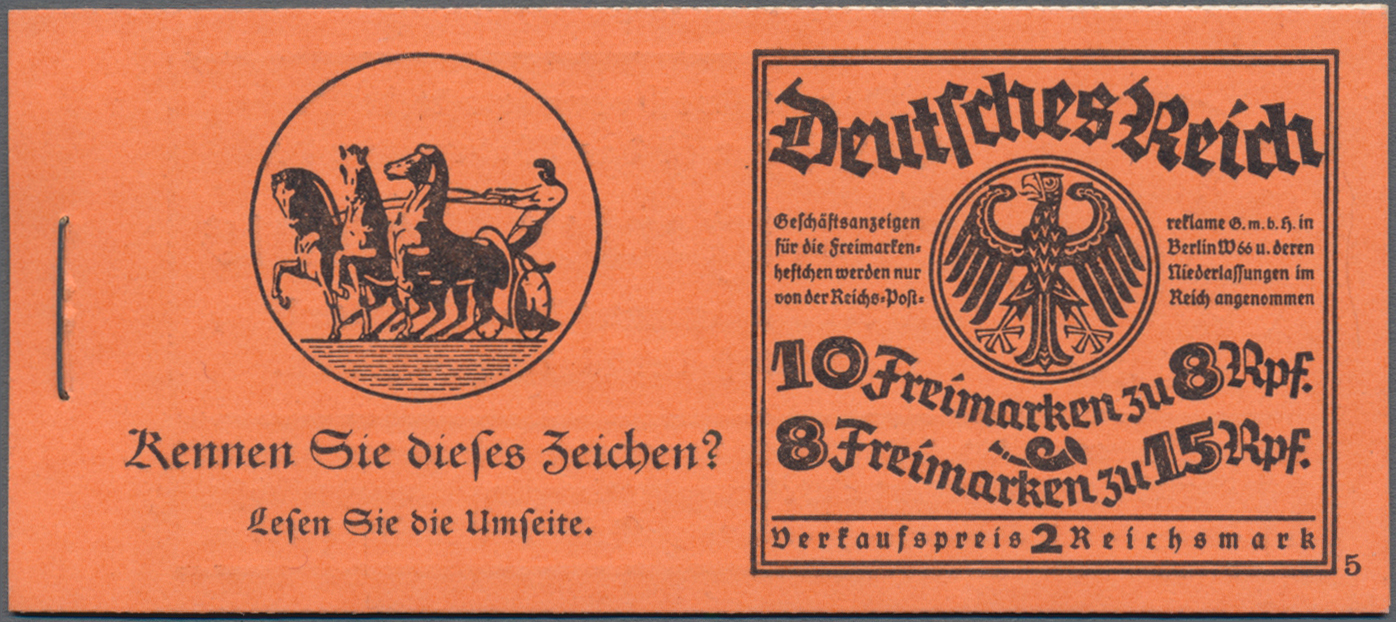 Kennen Sie dieſes Zeichen?
Leſen Sie die Umſeite.
Deutſches Reich
Geſchäftsanzeigen
für die Freimarken-
heftchen werden nur
von der Reichs-Poſt-
reklame G.m.b.H. in
Berlin W 66 u. deren
Niederlaſſungen im
Reich angenommen
10 Freimarken zu 8 Rpf.
8 Freimarken zu 15 Rpf.
Verkaufspreis 2 Reichsmark
5